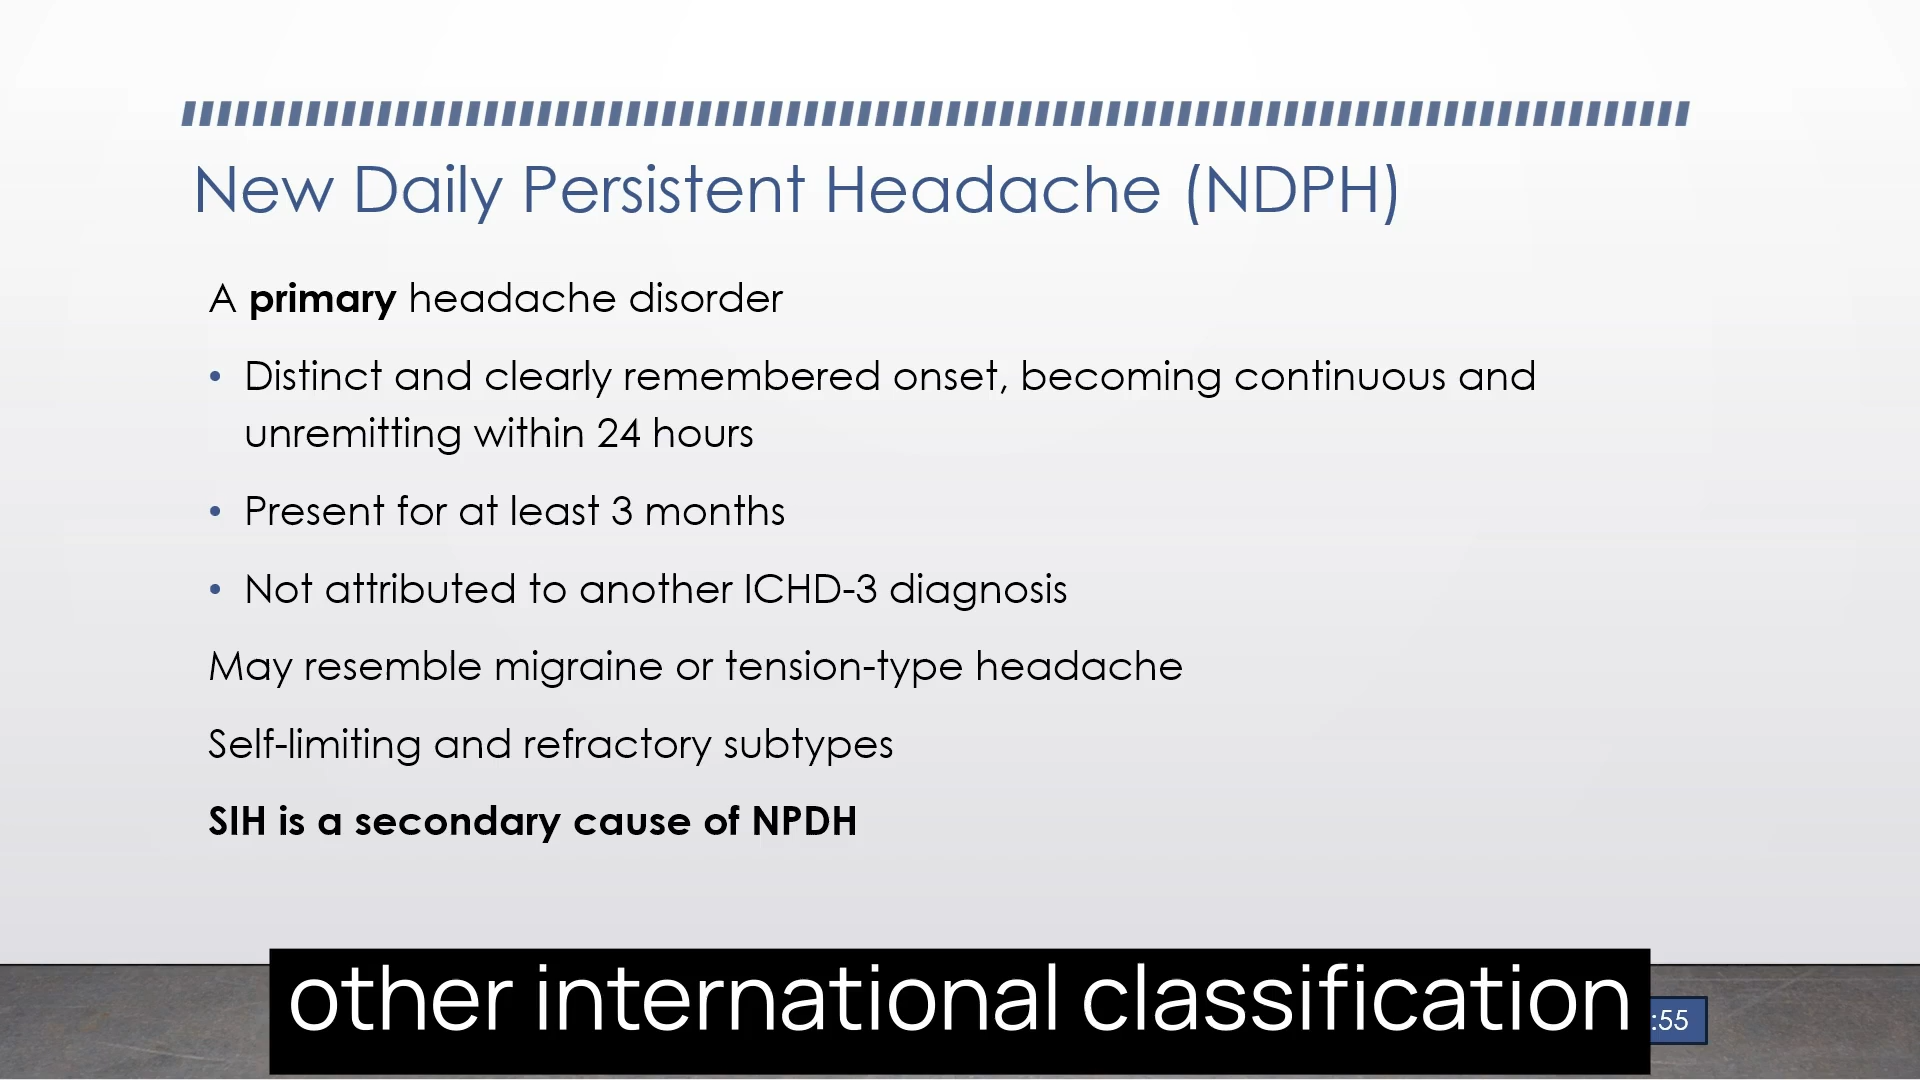 New Daily Persistent Headache (NDPH)
A primary headache disorder
• Distinct and clearly remembered onset, becoming continuous and
unremitting within 24 hours
• Present for at least 3 months
• Not attributed to another ICHD-3 diagnosis
May resemble migraine or tension-type headache
Self-limiting and refractory subtypes
SIH is a secondary cause of NPDH
other international classification
:55